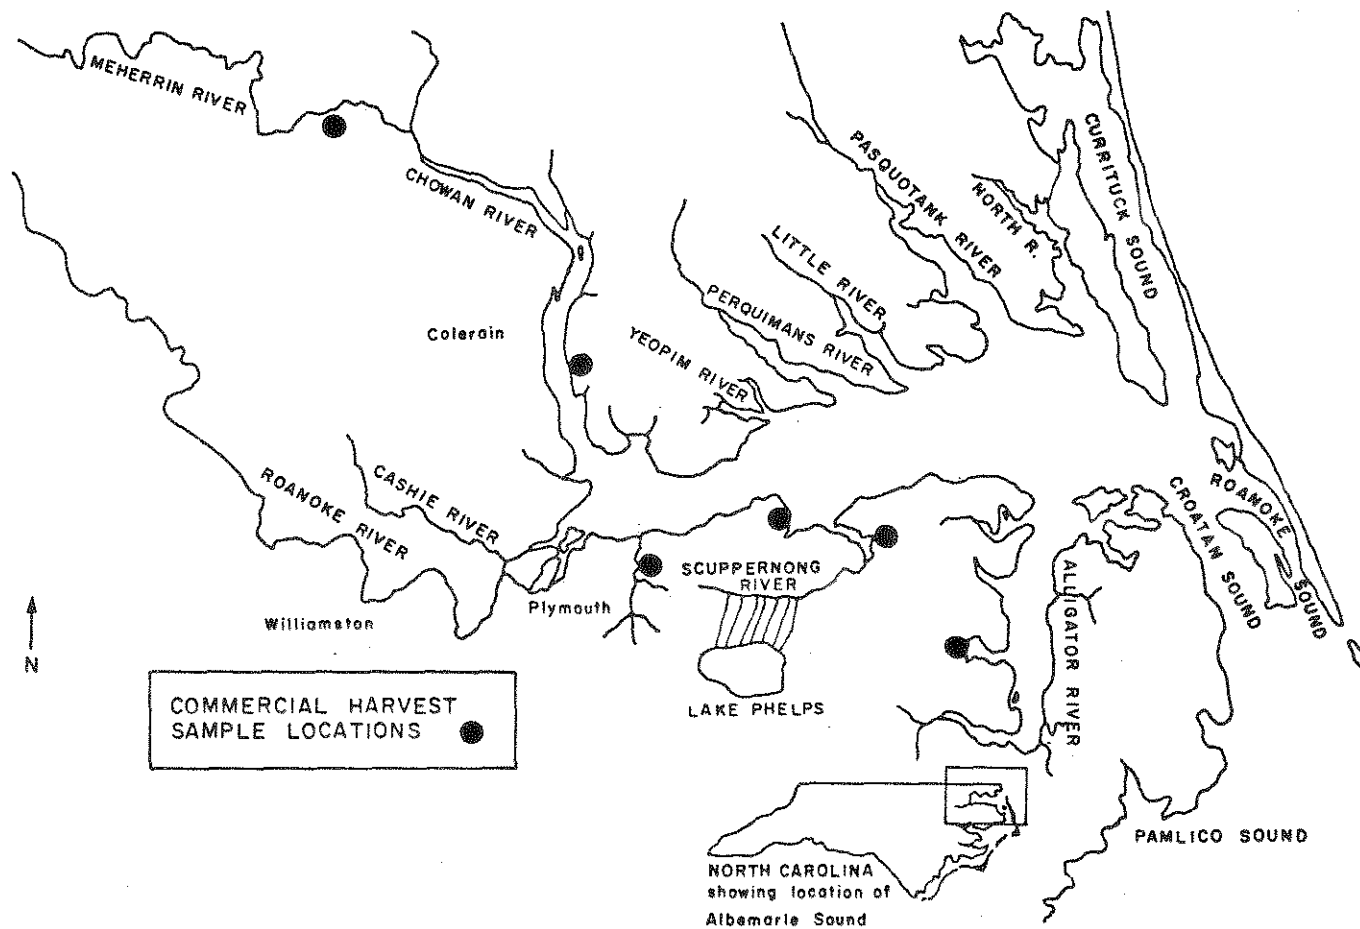 MEHERRIN RIVER
CHOWAN RIVER
PASQUOTANK RIVER
NORTH R.
CURRITUCK SOUND
LITTLE RIVER
PERQUIMANS RIVER
YEOPIM RIVER
Colerain
ROANOKE RIVER
CASHIE RIVER
CROATAN SOUND
ROAMOKE SOUND
SCUPPERNONG
RIVER
Plymouth
Williamston
ALLIGATOR RIVER
N
LAKE PHELPS
COMMERCIAL HARVEST
SAMPLE LOCATIONS
PAMLICO SOUND
NORTH CAROLINA
showing location of
Albemarle Sound